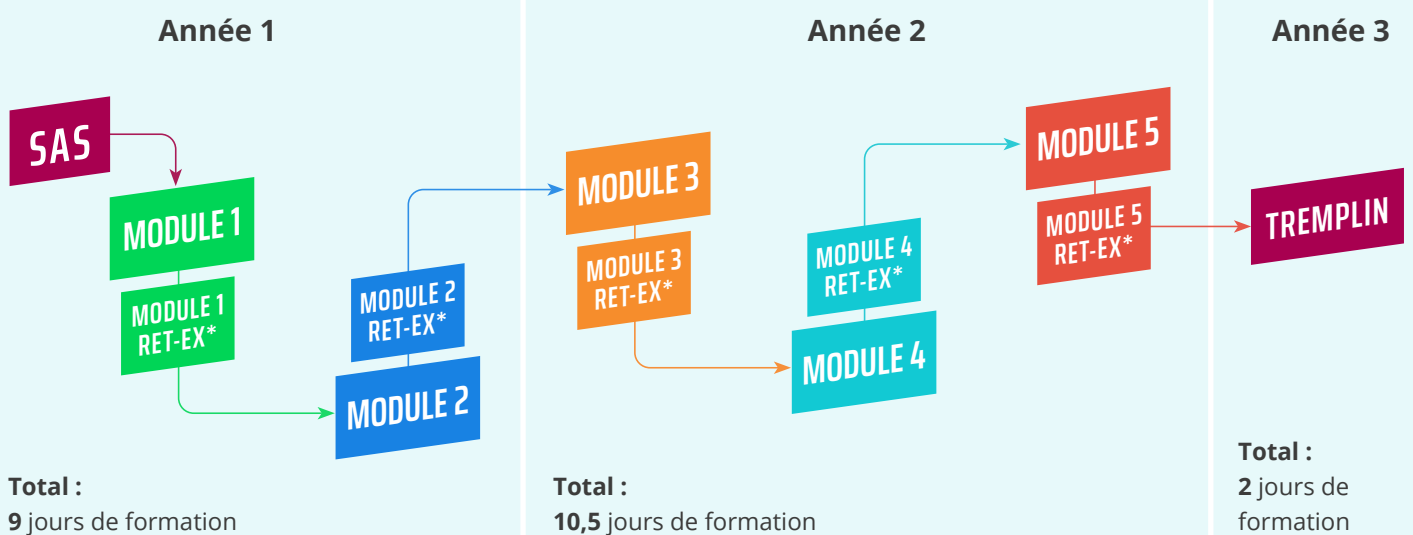 Année 1
SAS
MODULE 1
MODULE 1
RET-EX*
MODULE 2
RET-EX*
MODULE 2
Total :
9 jours de formation
Année 2
MODULE 3
MODULE 3
RET-EX*
MODULE 4
RET-EX*
MODULE 4
MODULE 5
MODULE 5
RET-EX*
Total :
10,5 jours de formation
Année 3
TREMPLIN
Total :
2 jours de
formation